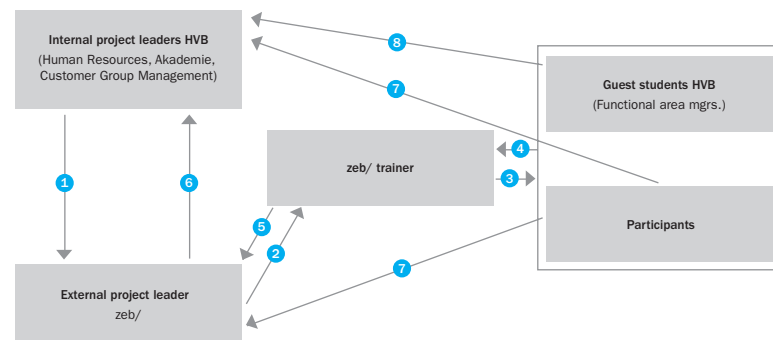 Internal project leaders HVB
(Human Resources, Akademie,
Customer Group Management)
8
Guest students HVB
(Functional area mgrs.)
7
zeb/ trainer
4
3
1
6
Participants
5
2
7
External project leader
zeb/